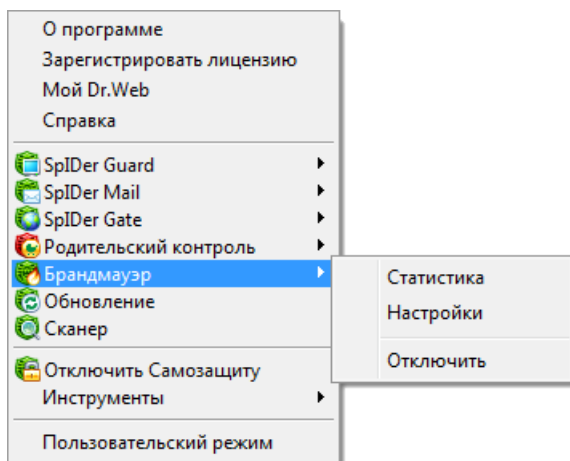 О программе
Зарегистрировать лицензию
Мой Dr.Web
Справка
SpIDer Guard
SpIDer Mail
SpIDer Gate
Родительский контроль
Брандмауэр
Обновление
Сканер
Отключить Самозащиту
Инструменты
Пользовательский режим
Статистика
Настройки
Отключить